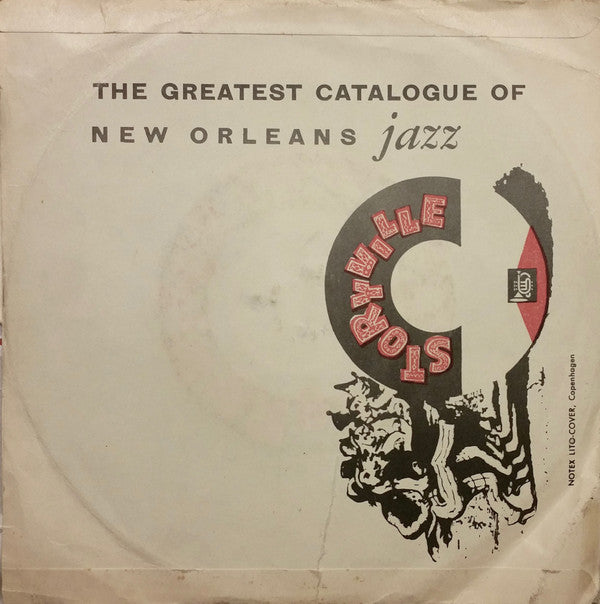 THE GREATEST CATALOGUE OF
NEW ORLEANS jazz
STORYVILLE
NOTEX LITO-COVER, Copenhagen